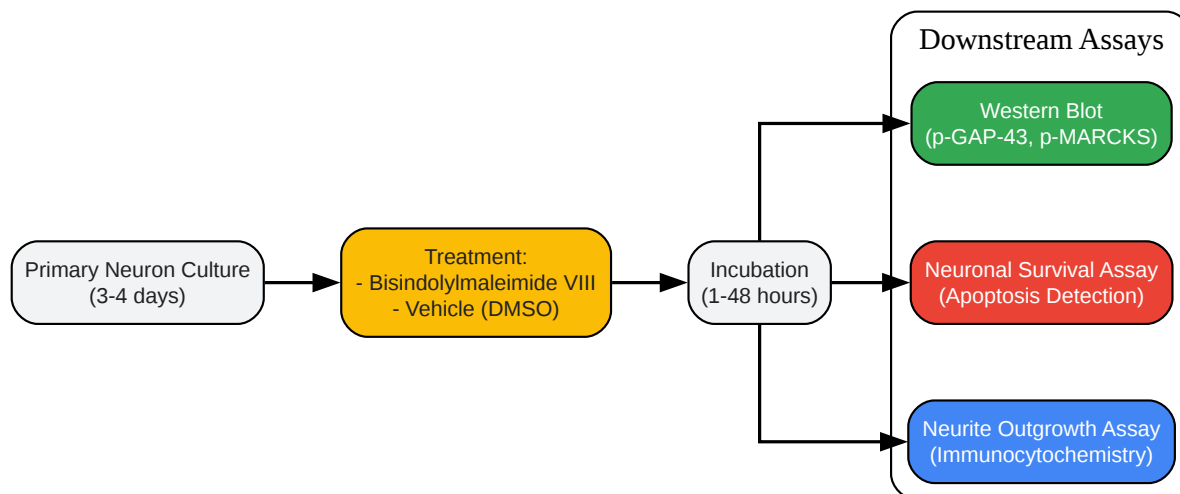 Primary Neuron Culture
(3-4 days)
Treatment:
- Bisindolylmaleimide VIII
- Vehicle (DMSO)
Incubation
(1-48 hours)
Downstream Assays
Western Blot
(p-GAP-43, p-MARCKS)
Neuronal Survival Assay
(Apoptosis Detection)
Neurite Outgrowth Assay
(Immunocytochemistry)